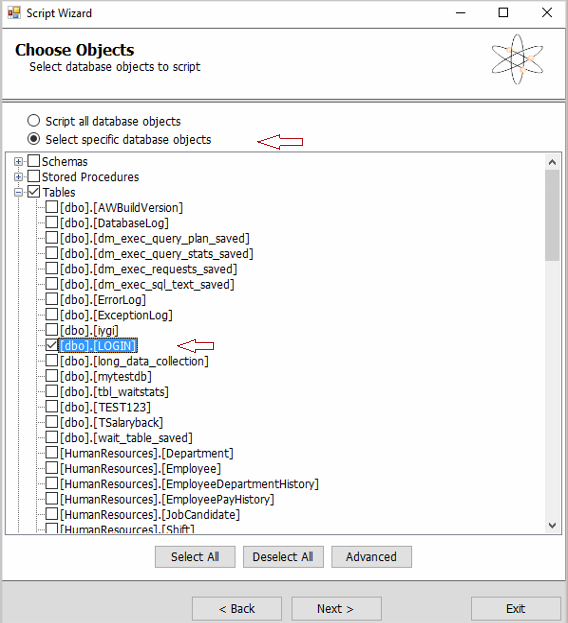 Script Wizard
Choose Objects
Select database objects to script
Script all database objects
Select specific database objects
Schemas
Stored Procedures
Tables
[dbo].[AWBuildVersion]
[dbo].[DatabaseLog]
[dbo].[dm_exec_query_plan_saved]
[dbo].[dm_exec_query_stats_saved]
[dbo].[dm_exec_requests_saved]
[dbo].[dm_exec_sql_text_saved]
[dbo].[ErrorLog]
[dbo].[ExceptionLog]
[dbo].[iygi]
[dbo].[LOGIN]
[dbo].[long_data_collection]
[dbo].[mytestdb]
[dbo].[tbl_waitstats]
[dbo].[TEST123]
[dbo].[TSalaryback]
[dbo].[wait_table_saved]
[HumanResources].[Department]
[HumanResources].[Employee]
[HumanResources].[EmployeeDepartmentHistory]
[HumanResources].[EmployeePayHistory]
[HumanResources].[JobCandidate]
[HumanResources].[Shift]
Select All Deselect All Advanced
< Back Next > Exit